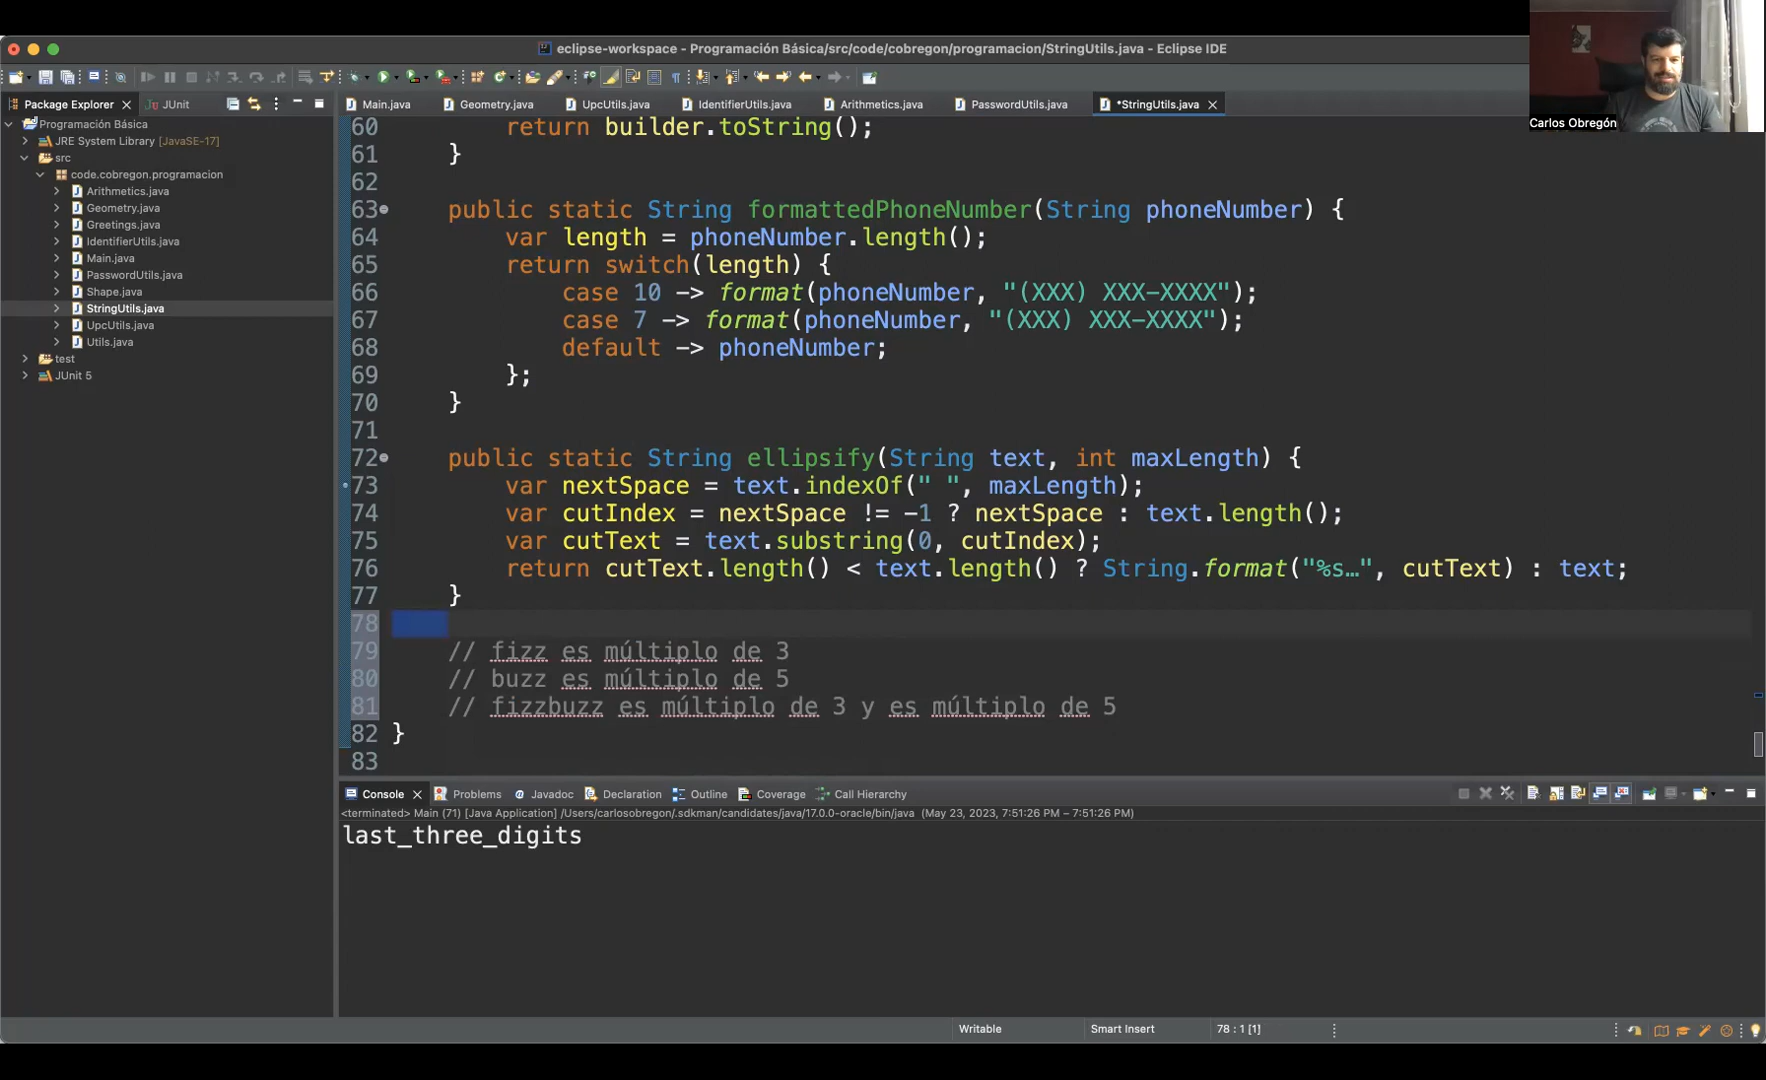 eclipse-workspace - Programación Básica/src/code/cobregon/programacion/StringUtils.java - Eclipse IDE
Carlos Obregón
Package Explorer
JUnit
Main.java
Geometry.java
UpcUtils.java
IdentifierUtils.java
Arithmetics.java
PasswordUtils.java
*StringUtils.java
Programación Básica
JRE System Library [JavaSE-17]
src
code.cobregon.programacion
Arithmetics.java
Geometry.java
Greetings.java
IdentifierUtils.java
Main.java
PasswordUtils.java
Shape.java
StringUtils.java
UpcUtils.java
Utils.java
test
JUnit 5
60 return builder.toString();
61 }
62
63 public static String formattedPhoneNumber(String phoneNumber) {
64 var length = phoneNumber.length();
65 return switch(length) {
66 case 10 -> format(phoneNumber, "(XXX) XXX-XXXX");
67 case 7 -> format(phoneNumber, "(XXX) XXX-XXXX");
68 default -> phoneNumber;
69 };
70 }
71
72 public static String ellipsify(String text, int maxLength) {
73 var nextSpace = text.indexOf(" ", maxLength);
74 var cutIndex = nextSpace != -1 ? nextSpace : text.length();
75 var cutText = text.substring(0, cutIndex);
76 return cutText.length() < text.length() ? String.format("%s…", cutText) : text;
77 }
78
79 // fizz es múltiplo de 3
80 // buzz es múltiplo de 5
81 // fizzbuzz es múltiplo de 3 y es múltiplo de 5
82 }
83
Console
Problems
Javadoc
Declaration
Outline
Coverage
Call Hierarchy
<terminated> Main (71) [Java Application] /Users/carlosobregon/.sdkman/candidates/java/17.0.0-oracle/bin/java (May 23, 2023, 7:51:26 PM – 7:51:26 PM)
last_three_digits
Writable
Smart Insert
78 : 1 [1]